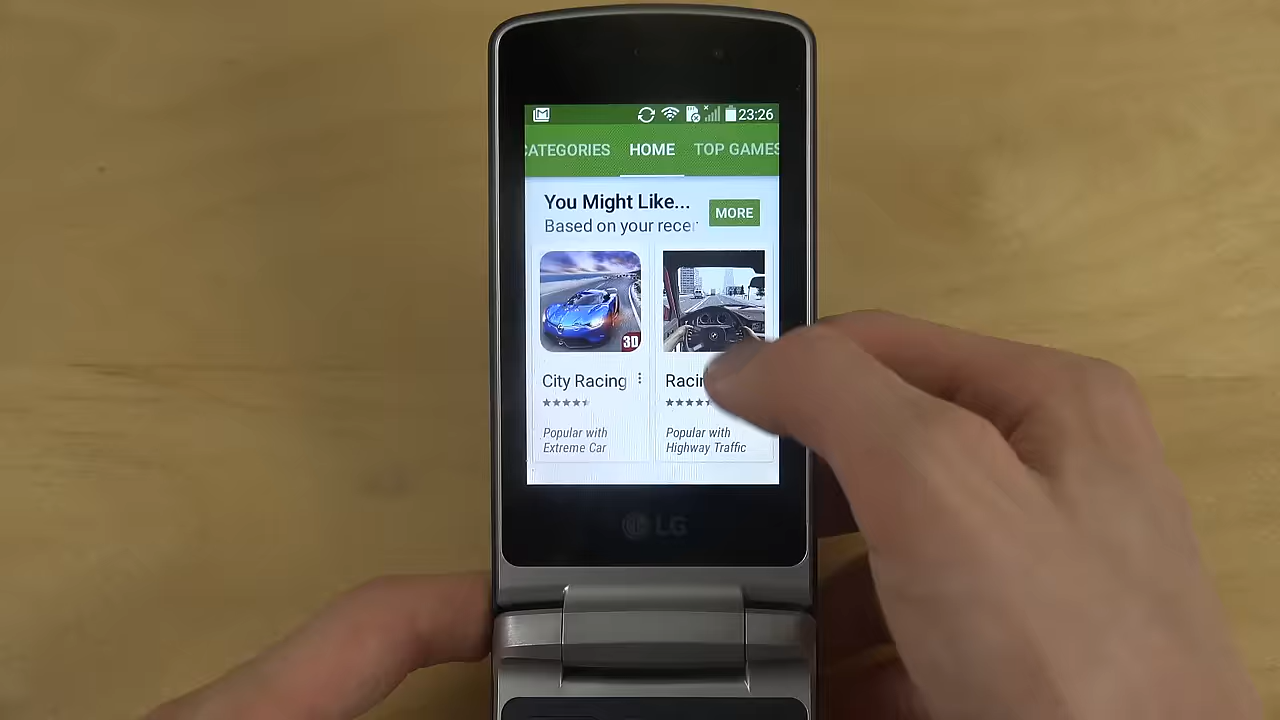 23:26
CATEGORIES HOME TOP GAMES
You Might Like...
MORE
Based on your recen
3D
City Racing
Racin
Popular with
Extreme Car
Popular with
Highway Traffic
LG